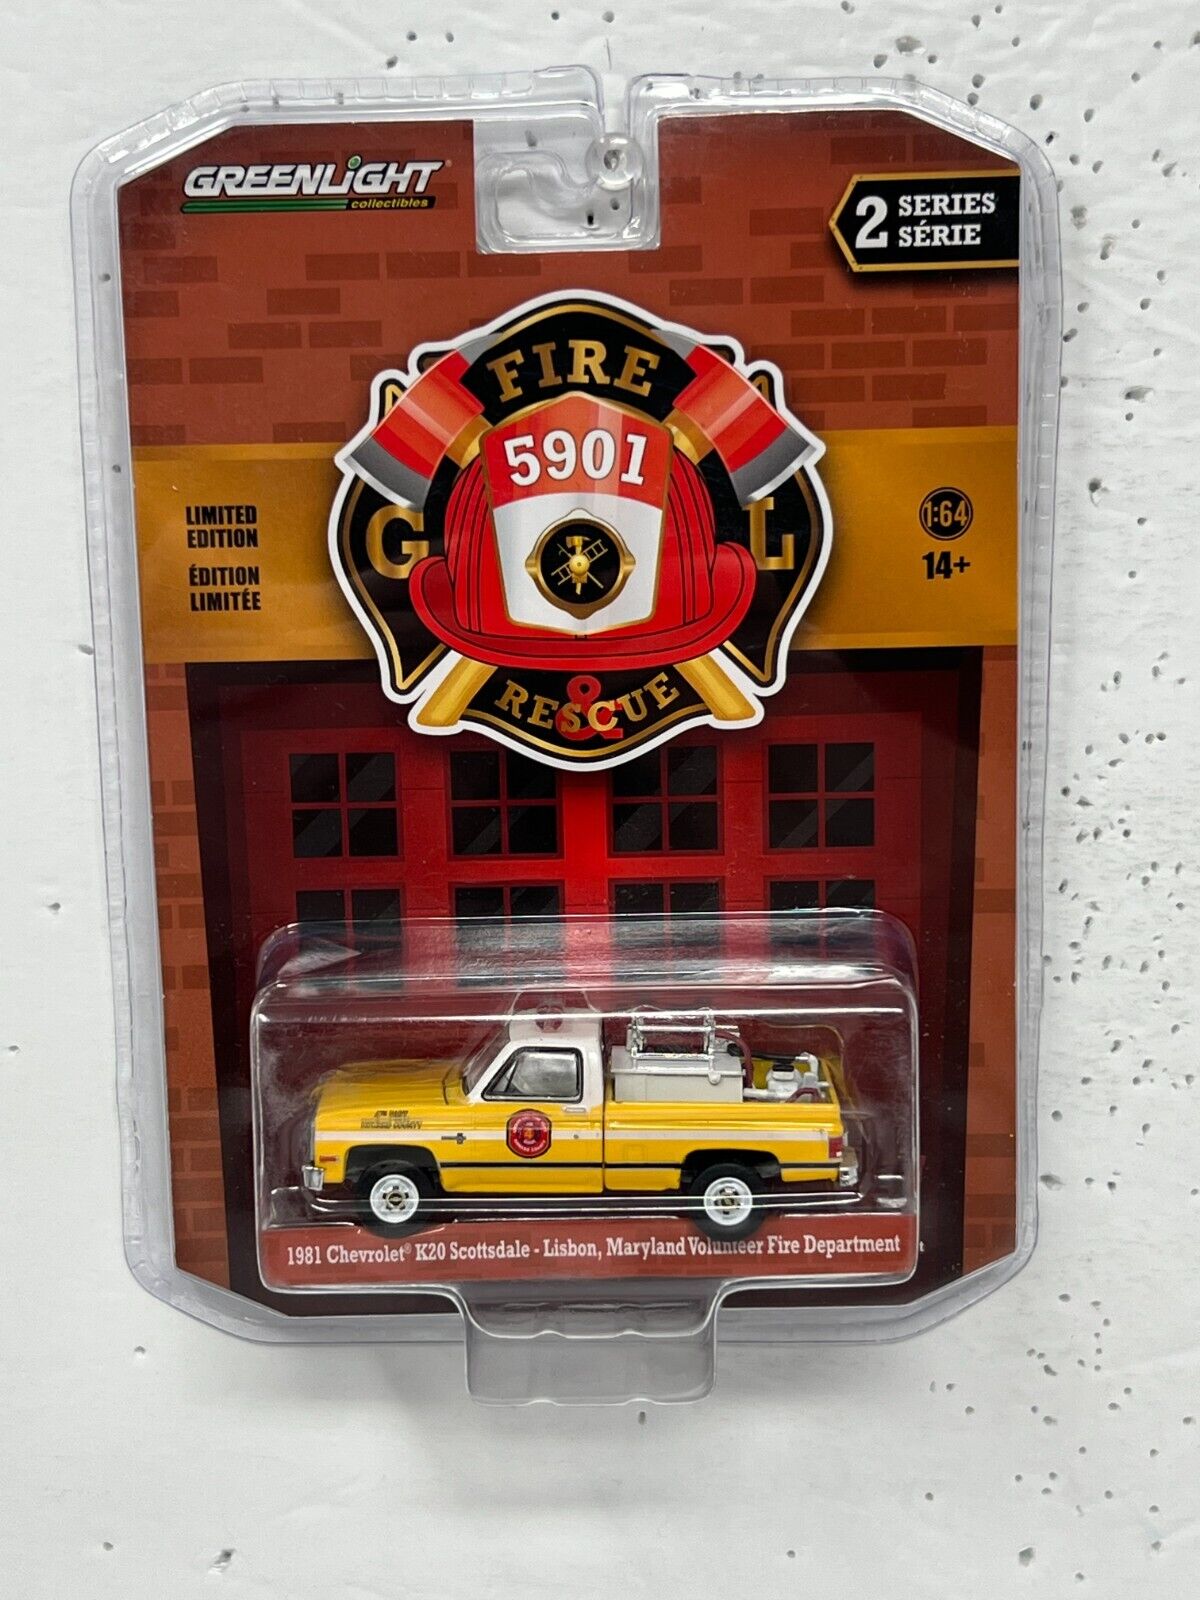 GREENLIGHT
collectibles
2 SERIES
SÉRIE
FIRE
5901
G L
& RESCUE
LIMITED
EDITION
ÉDITION
LIMITÉE
1:64
14+
4
1981 Chevrolet® K20 Scottsdale - Lisbon, Maryland Volunteer Fire Department